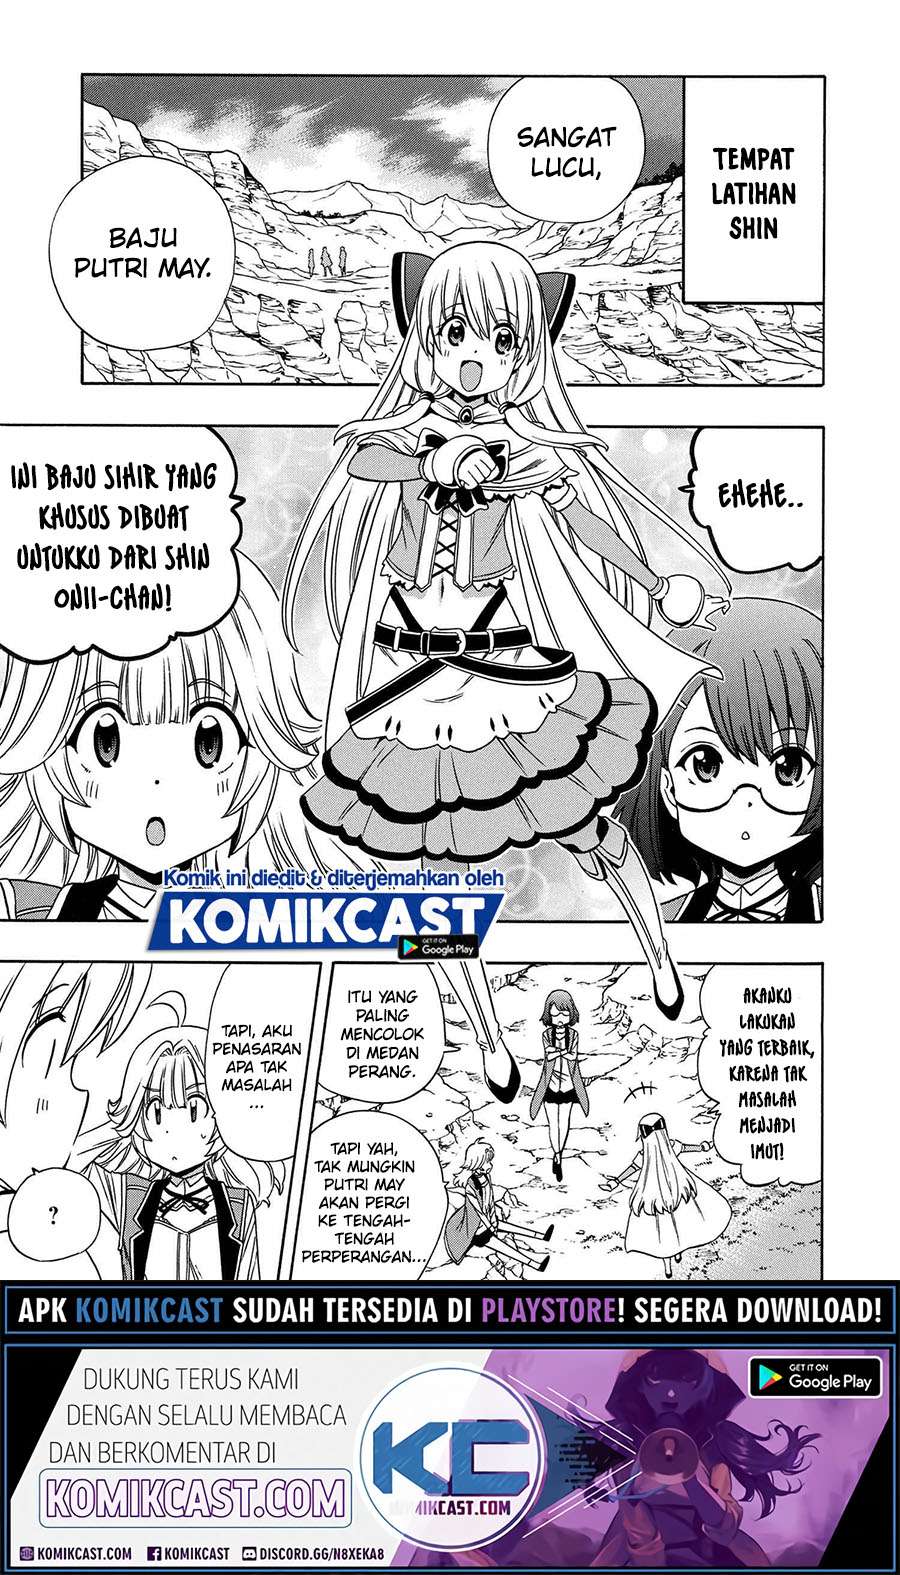 TEMPAT
LATIHAN
SHIN
SANGAT
LUCU,
BAJU
PUTRI MAY.
EHEHE..
INI BAJU SIHIR YANG
KHUSUS DIBUAT
UNTUKKU DARI SHIN
ONII-CHAN!
Komik ini diedit & diterjemahkan oleh
KOMIKCAST
GET IT ON
Google Play
AKANKU
LAKUKAN
YANG TERBAIK,
KARENA TAK
MASALAH
MENJADI
IMUT!
ITU YANG
PALING
MENCOLOK
DI MEDAN
PERANG.
TAPI YAH,
TAK MUNGKIN
PUTRI MAY
AKAN PERGI
KE TENGAH-
TENGAH
PERPERANGAN...
TAPI, AKU
PENASARAN
APA TAK
MASALAH
...
?
APK KOMIKCAST SUDAH TERSEDIA DI PLAYSTORE! SEGERA DOWNLOAD!
DUKUNG TERUS KAMI
DENGAN SELALU MEMBACA
DAN BERKOMENTAR DI
KOMIKCAST.COM
KOMIKCAST.COM
KOMIKCAST
DISCORD.GG/N8XEKA8
KC
KOMIKCAST.COM
GET IT ON
Google Play